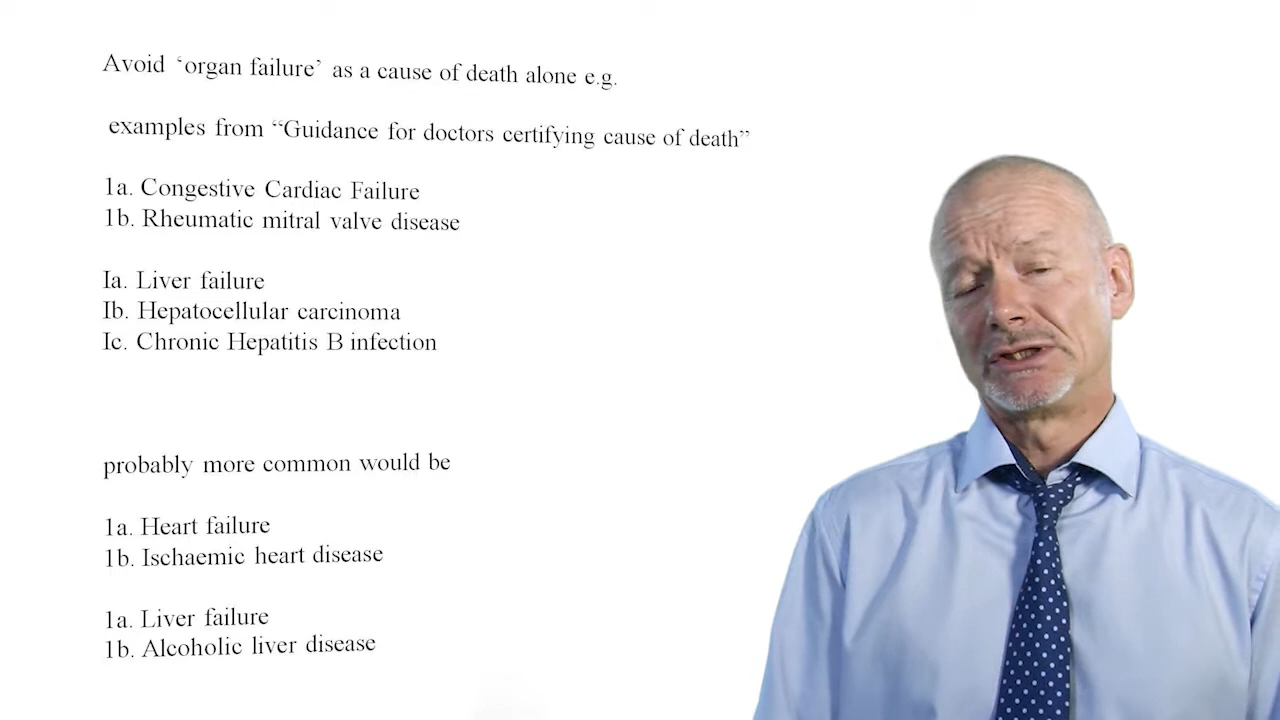 Avoid ‘organ failure’ as a cause of death alone e.g.
examples from “Guidance for doctors certifying cause of death”
1a. Congestive Cardiac Failure
1b. Rheumatic mitral valve disease
Ia. Liver failure
Ib. Hepatocellular carcinoma
Ic. Chronic Hepatitis B infection
probably more common would be
1a. Heart failure
1b. Ischaemic heart disease
1a. Liver failure
1b. Alcoholic liver disease